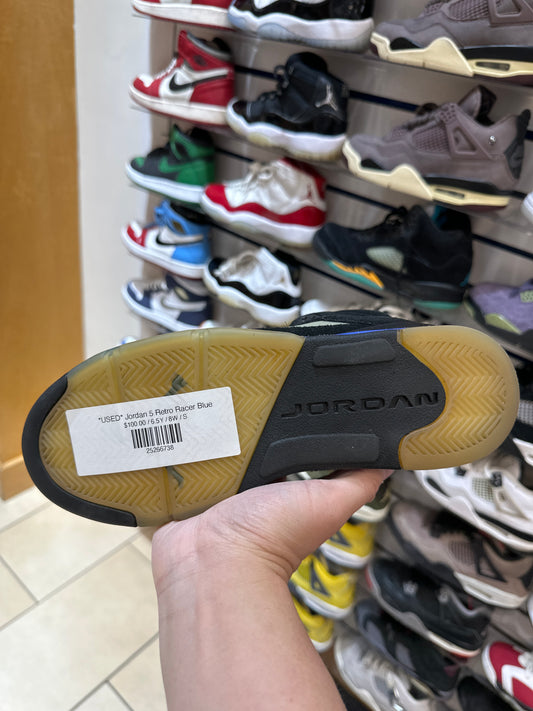 *USED* Jordan 5 Retro Racer Blue
$100.00 / 6.5Y / 8W / S
25265738
JORDAN